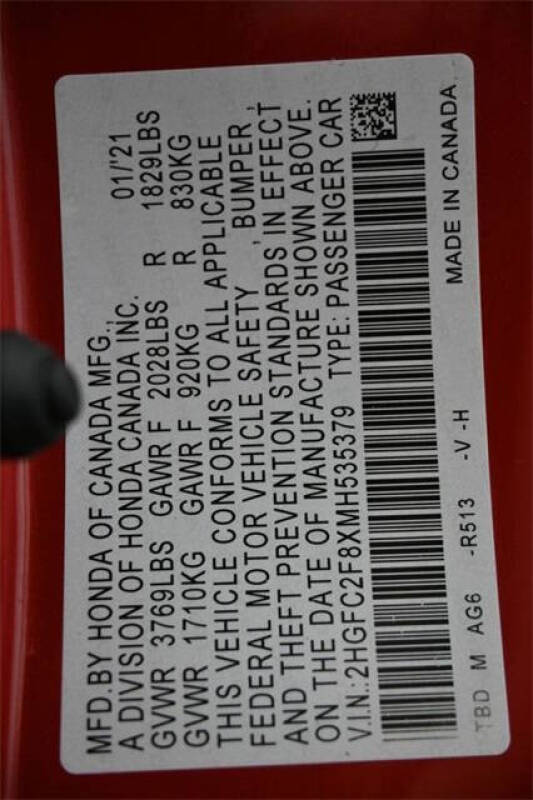 MFD.BY HONDA OF CANADA MFG., 01/'21
A DIVISION OF HONDA CANADA INC.
GVWR 3769LBS GAWR F 2028LBS R 1829LBS
GVWR 1710KG GAWR F 920KG R 830KG
THIS VEHICLE CONFORMS TO ALL APPLICABLE
FEDERAL MOTOR VEHICLE SAFETY, BUMPER,
AND THEFT PREVENTION STANDARDS, IN EFFECT
ON THE DATE OF MANUFACTURE SHOWN ABOVE.
V.I.N.:2HGFC2F8XMH535379 TYPE: PASSENGER CAR
TBD M AG6 -R513 -V -H MADE IN CANADA